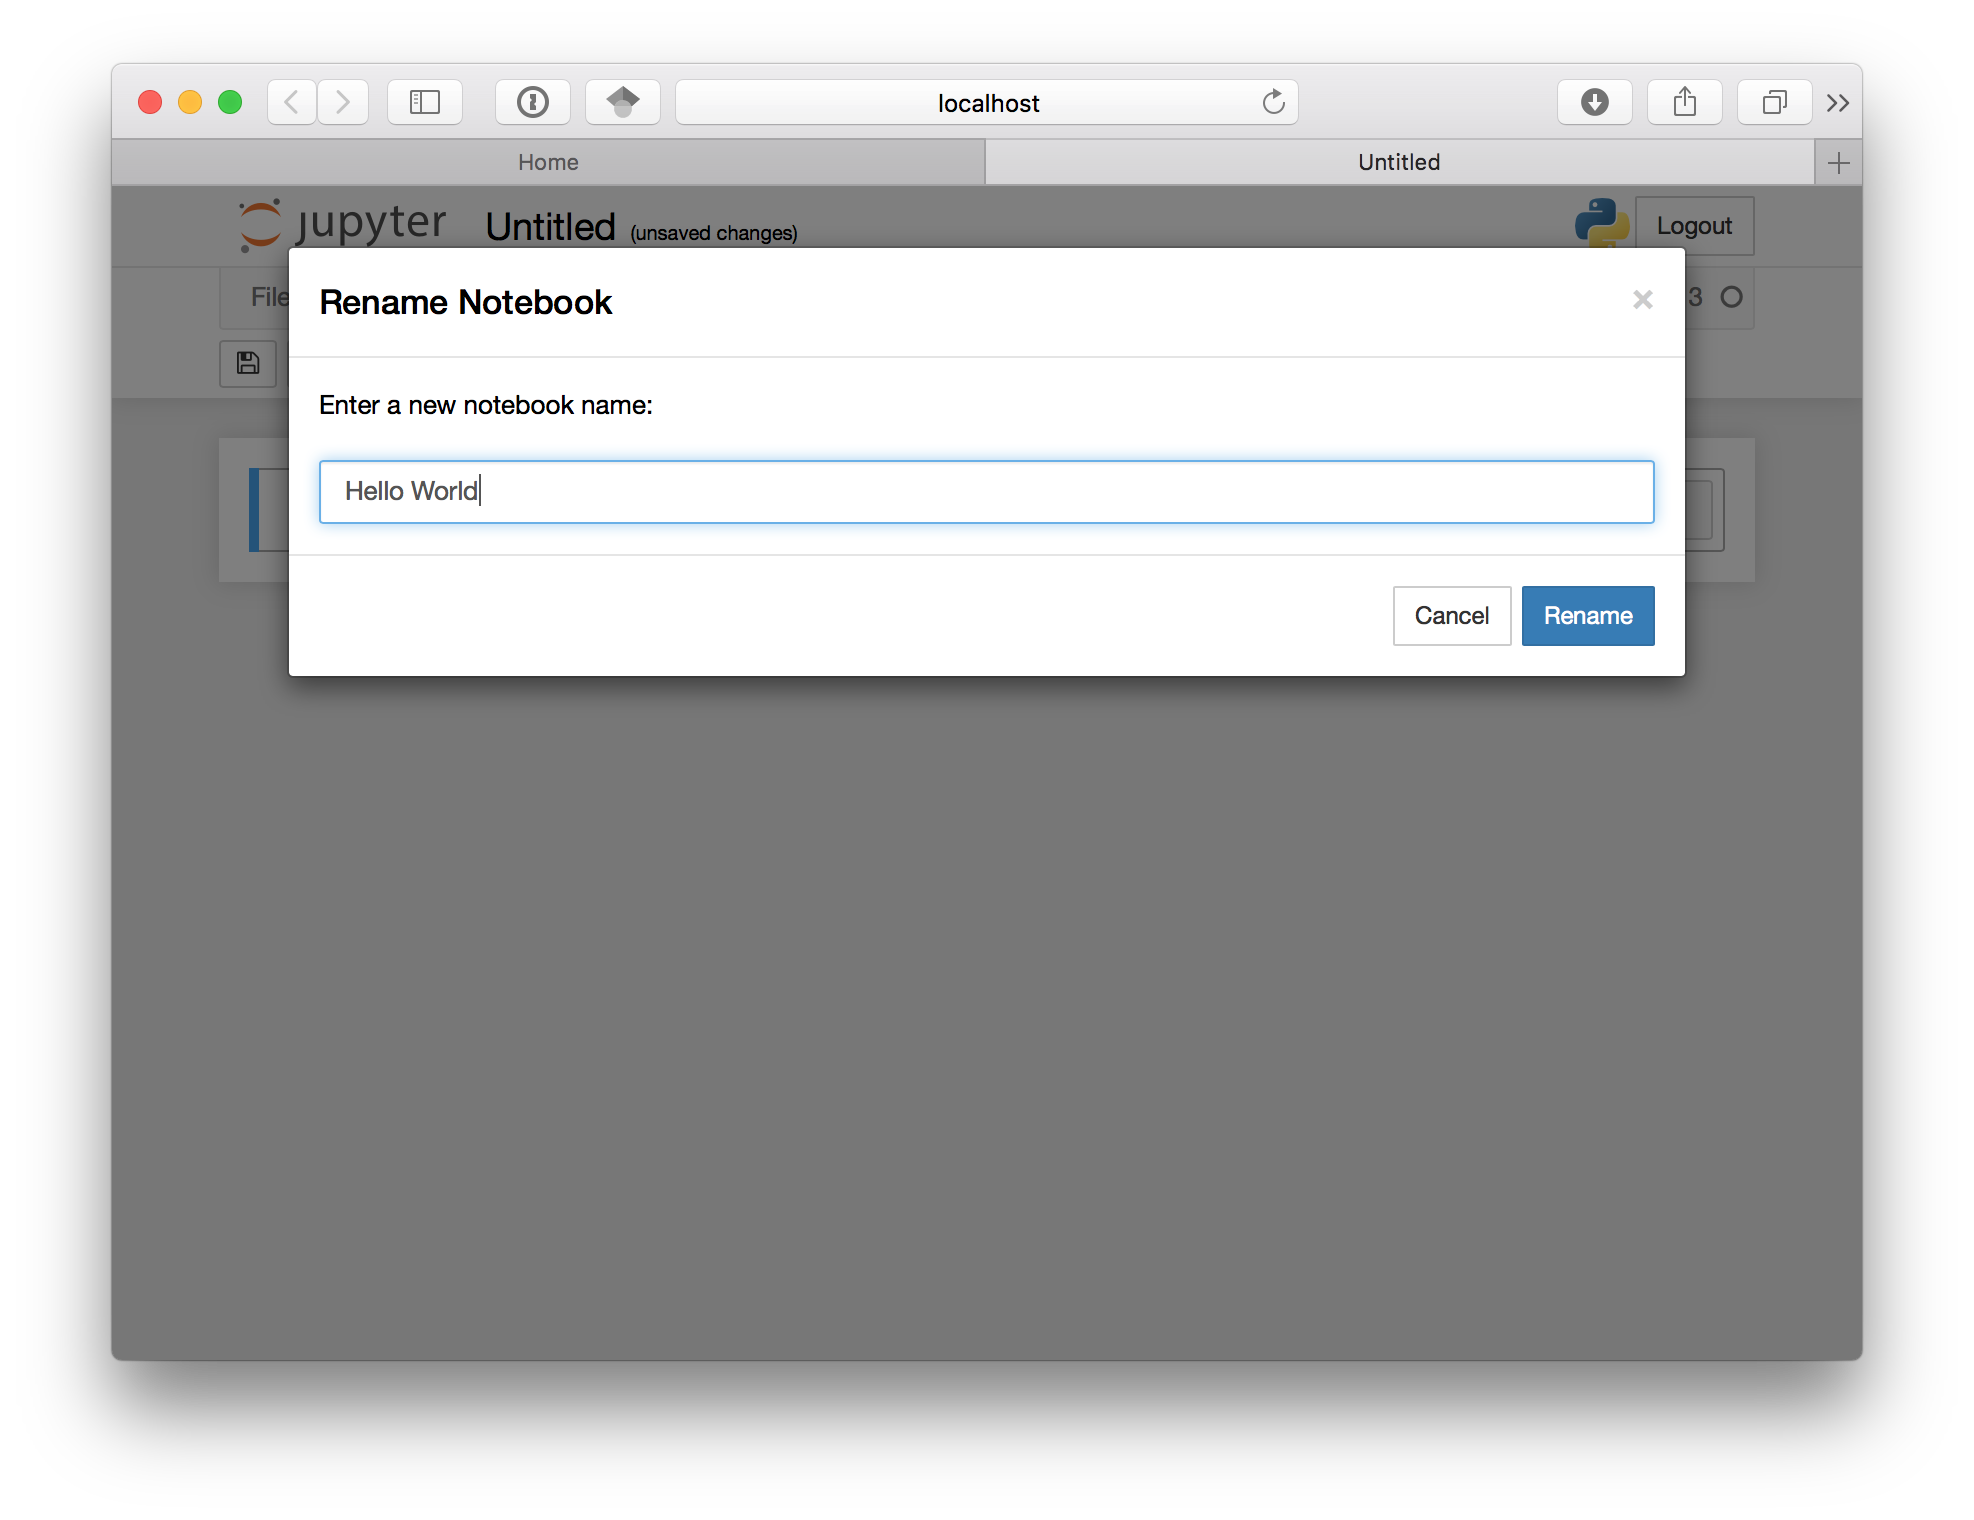 localhost
Home
Untitled
jupyter Untitled (unsaved changes)
Logout
File
3
Rename Notebook
Enter a new notebook name:
Hello World
Cancel
Rename